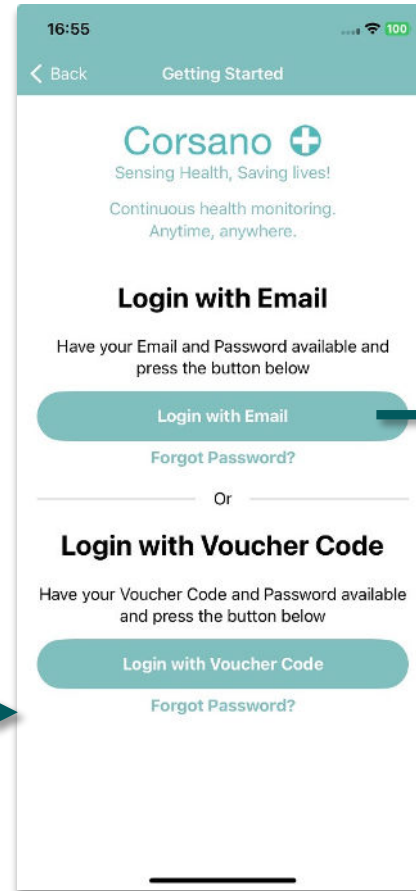 16:55
100
Back
Getting Started
Corsano
Sensing Health, Saving lives!
Continuous health monitoring.
Anytime, anywhere.
Login with Email
Have your Email and Password available and
press the button below
Login with Email
Forgot Password?
Or
Login with Voucher Code
Have your Voucher Code and Password available
and press the button below
Login with Voucher Code
Forgot Password?